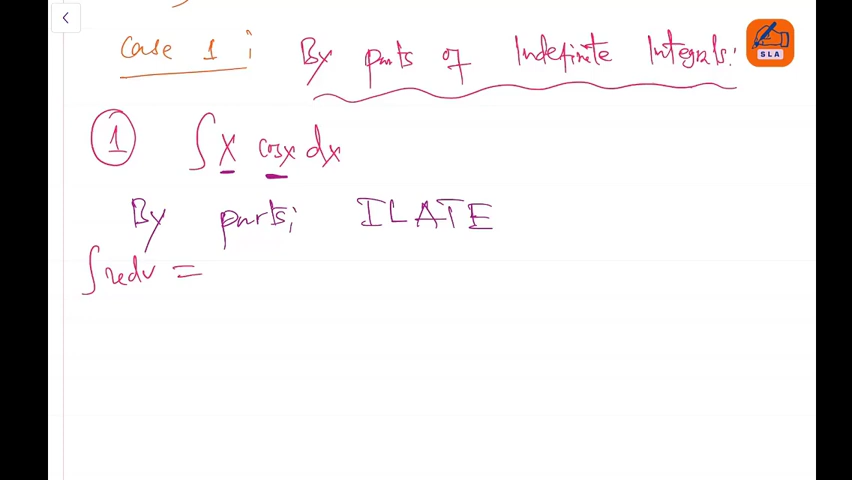 Case 1 : By parts of Indefinite Integrals:
SLA
1 ∫ x cosx dx
By parts; ILATE
∫ udv =